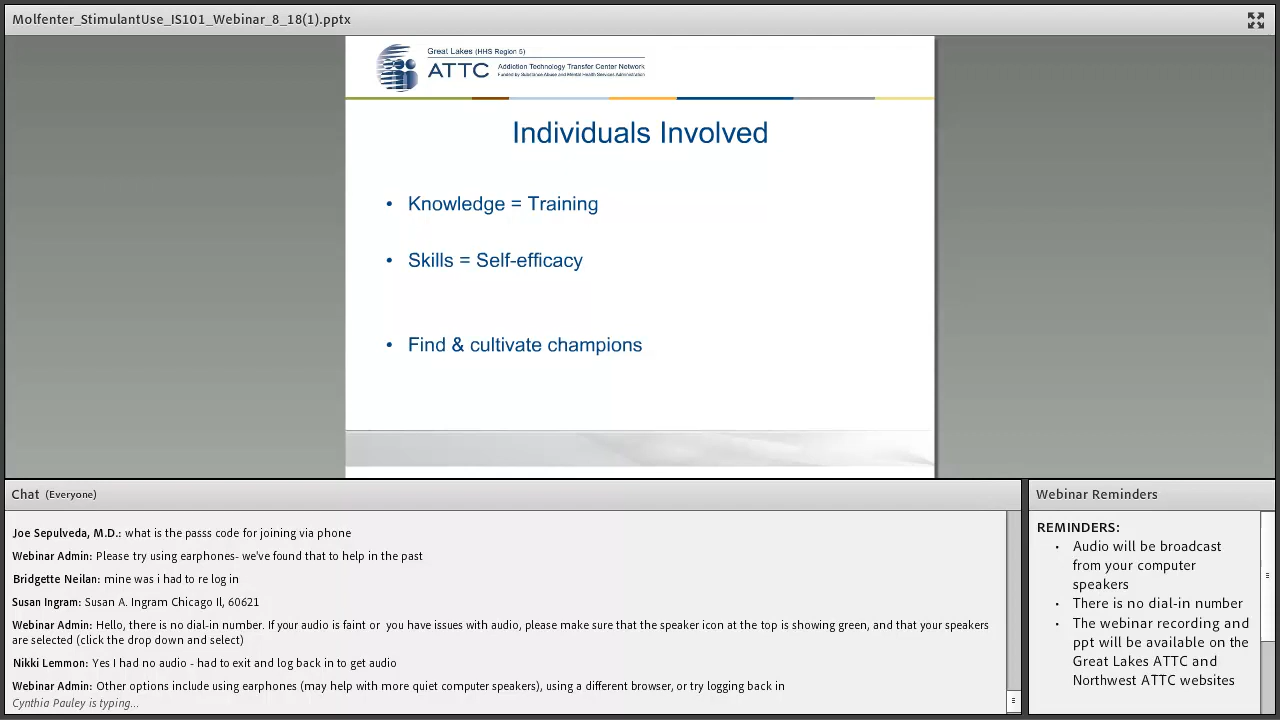 Molfenter_StimulantUse_IS101_Webinar_8_18(1).pptx
Great Lakes (HHS Region 5)
ATTC Addiction Technology Transfer Center Network
Funded by Substance Abuse and Mental Health Services Administration
Individuals Involved
• Knowledge = Training
• Skills = Self-efficacy
• Find & cultivate champions
Chat (Everyone)
Joe Sepulveda, M.D.: what is the passs code for joining via phone
Webinar Admin: Please try using earphones- we've found that to help in the past
Bridgette Neilan: mine was i had to re log in
Susan Ingram: Susan A. Ingram Chicago Il, 60621
Webinar Admin: Hello, there is no dial-in number. If your audio is faint or  you have issues with audio, please make sure that the speaker icon at the top is showing green, and that your speakers
are selected (click the drop down and select)
Nikki Lemmon: Yes I had no audio - had to exit and log back in to get audio
Webinar Admin: Other options include using earphones (may help with more quiet computer speakers), using a different browser, or try logging back in
Cynthia Pauley is typing...
Webinar Reminders
REMINDERS:
• Audio will be broadcast
from your computer
speakers
• There is no dial-in number
• The webinar recording and
ppt will be available on the
Great Lakes ATTC and
Northwest ATTC websites